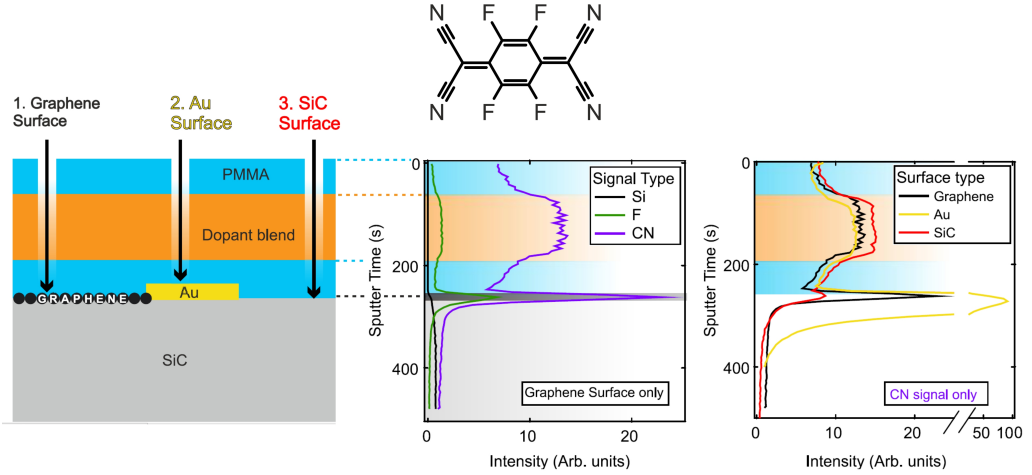 N
N
F
F
N
F
F
N
1. Graphene
Surface
2. Au
Surface
3. SiC
Surface
PMMA
Dopant blend
Au
GRAPHENE
SiC
0
200
400
Sputter Time (s)
Signal Type
Si
F
CN
Graphene Surface only
0
10
20
Intensity (Arb. units)
0
200
400
Sputter Time (s)
Surface type
Graphene
Au
SiC
CN signal only
0
10
20
50
100
Intensity (Arb. units)